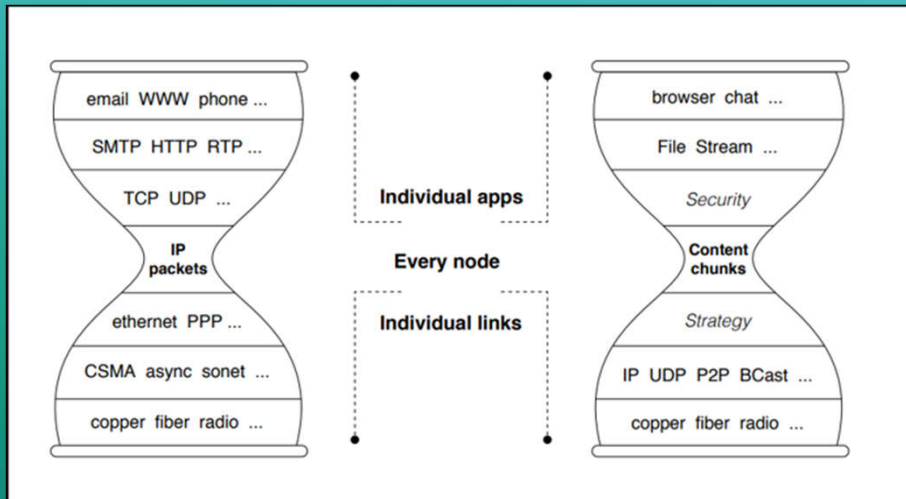 email WWW phone ...
SMTP HTTP RTP ...
TCP UDP ...
IP
packets
ethernet PPP ...
CSMA async sonet ...
copper fiber radio ...
Individual apps
Every node
Individual links
browser chat ...
File Stream ...
Security
Content
chunks
Strategy
IP UDP P2P BCast ...
copper fiber radio ...